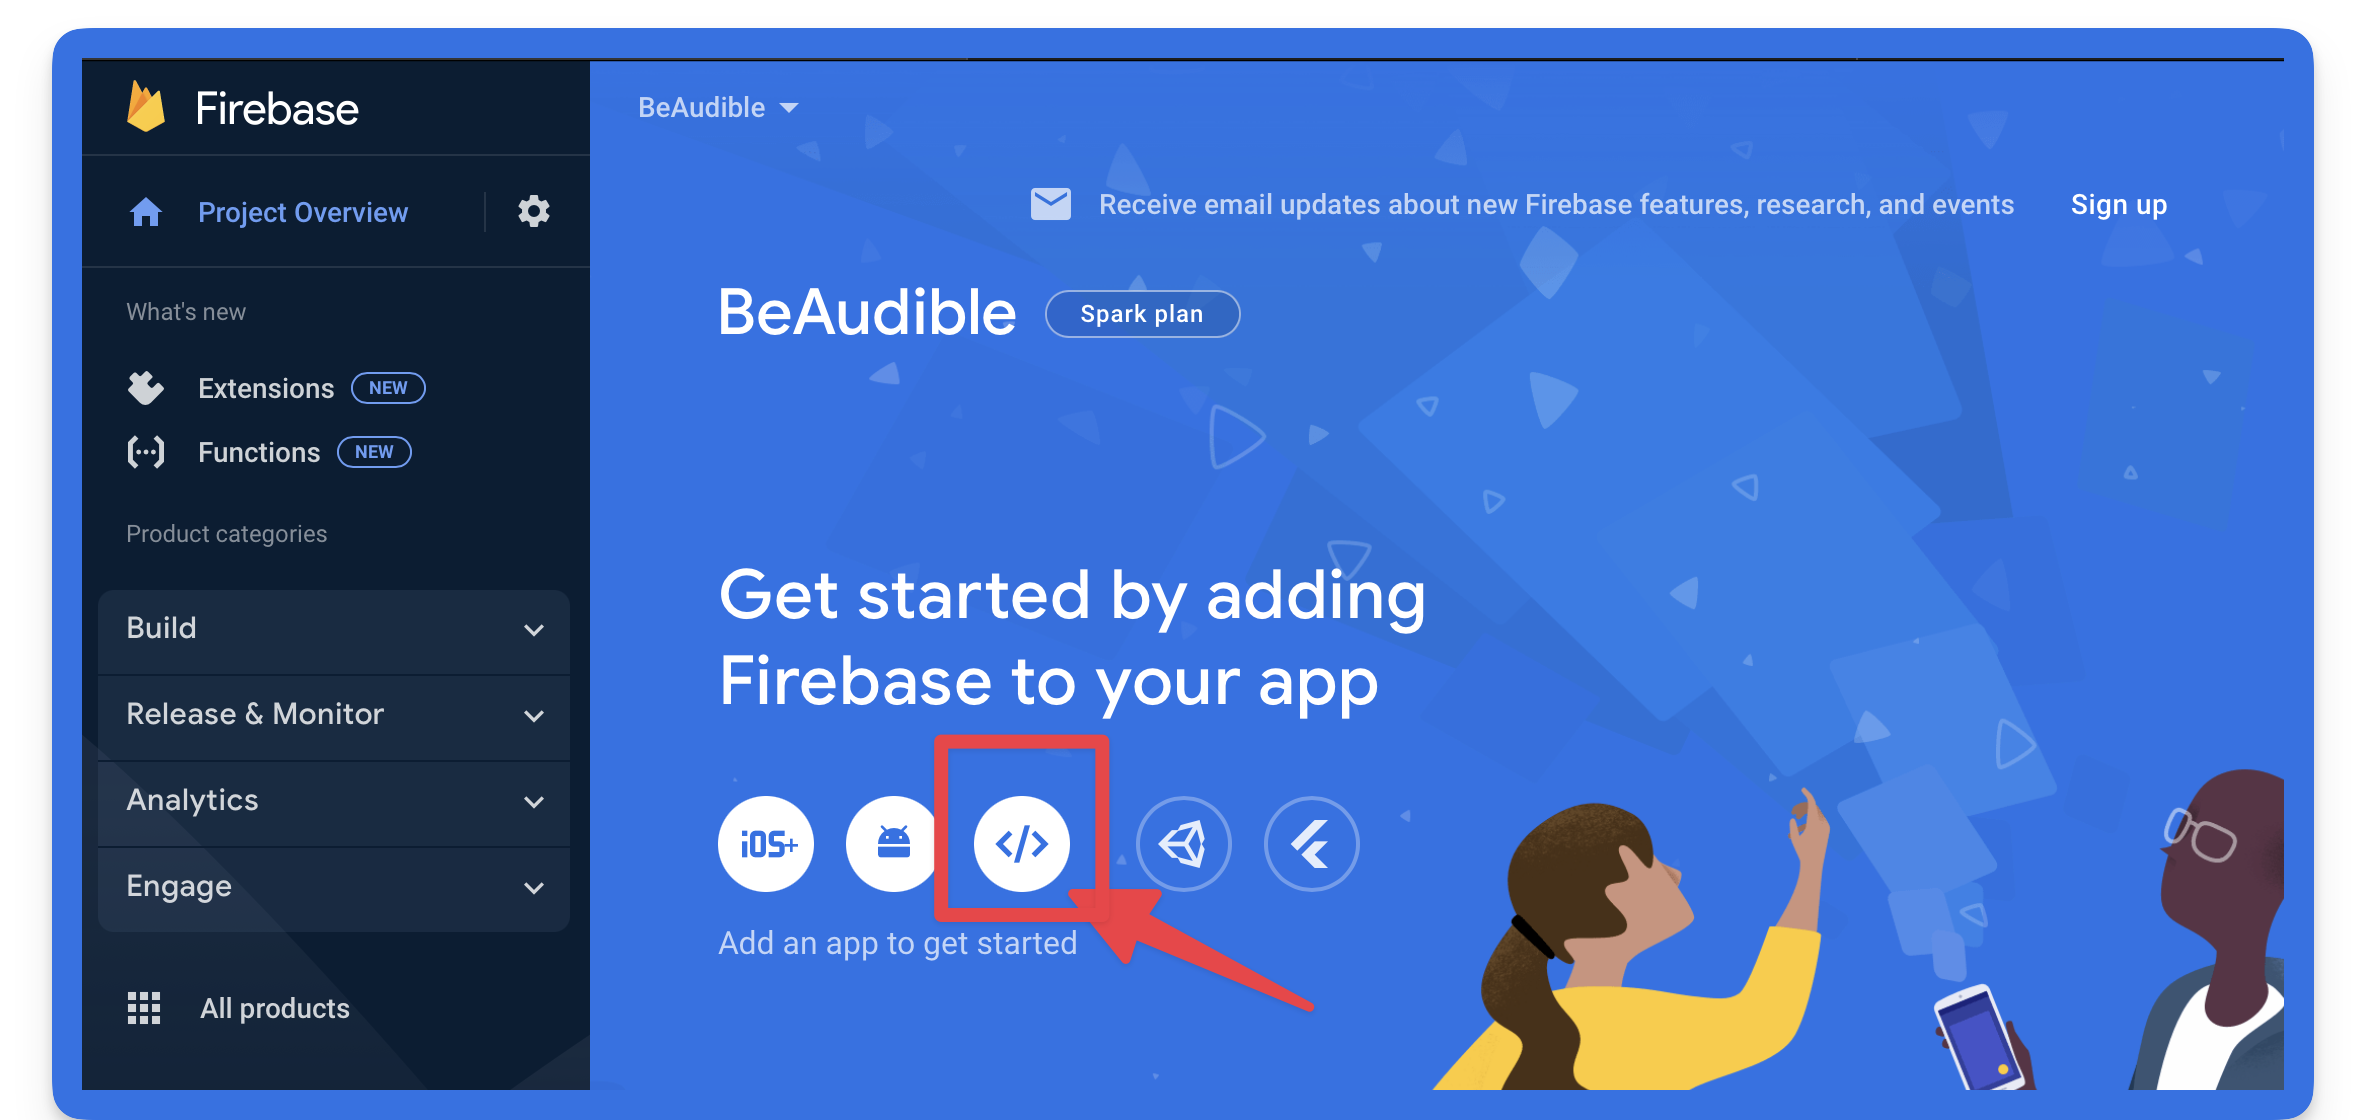 Firebase
Project Overview
What's new
Extensions NEW
Functions NEW
Product categories
Build
Release & Monitor
Analytics
Engage
All products
BeAudible
Receive email updates about new Firebase features, research, and events Sign up
BeAudible Spark plan
Get started by adding
Firebase to your app
iOS+ </>
Add an app to get started